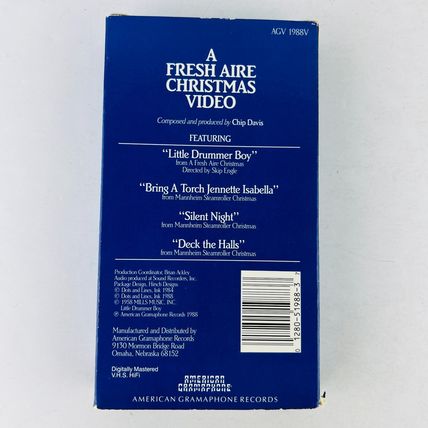 AGV 1988V
A
FRESH AIRE
CHRISTMAS
VIDEO
Composed and produced by Chip Davis
FEATURING
“Little Drummer Boy”
from A Fresh Aire Christmas
Directed by Skip Engle
“Bring A Torch Jennette Isabella”
from Mannheim Steamroller Christmas
“Silent Night”
from Mannheim Steamroller Christmas
“Deck the Halls”
from Mannheim Steamroller Christmas
Production Coordinator, Brian Ackley
Audio produced at Sound Recorders, Inc.
Package Design, Hinch Designs
© Dots and Lines, Ink 1984
© Dots and Lines, Ink 1988
© 1958 MILLS MUSIC, INC.
Little Drummer Boy
℗ American Gramaphone Records 1988
Manufactured and Distributed by
American Gramaphone Records
9130 Mormon Bridge Road
Omaha, Nebraska 68152
Digitally Mastered
V.H.S. HiFi
0 1280-51988-3 7
AMERICAN
GRAMAPHONE
AMERICAN GRAMAPHONE RECORDS